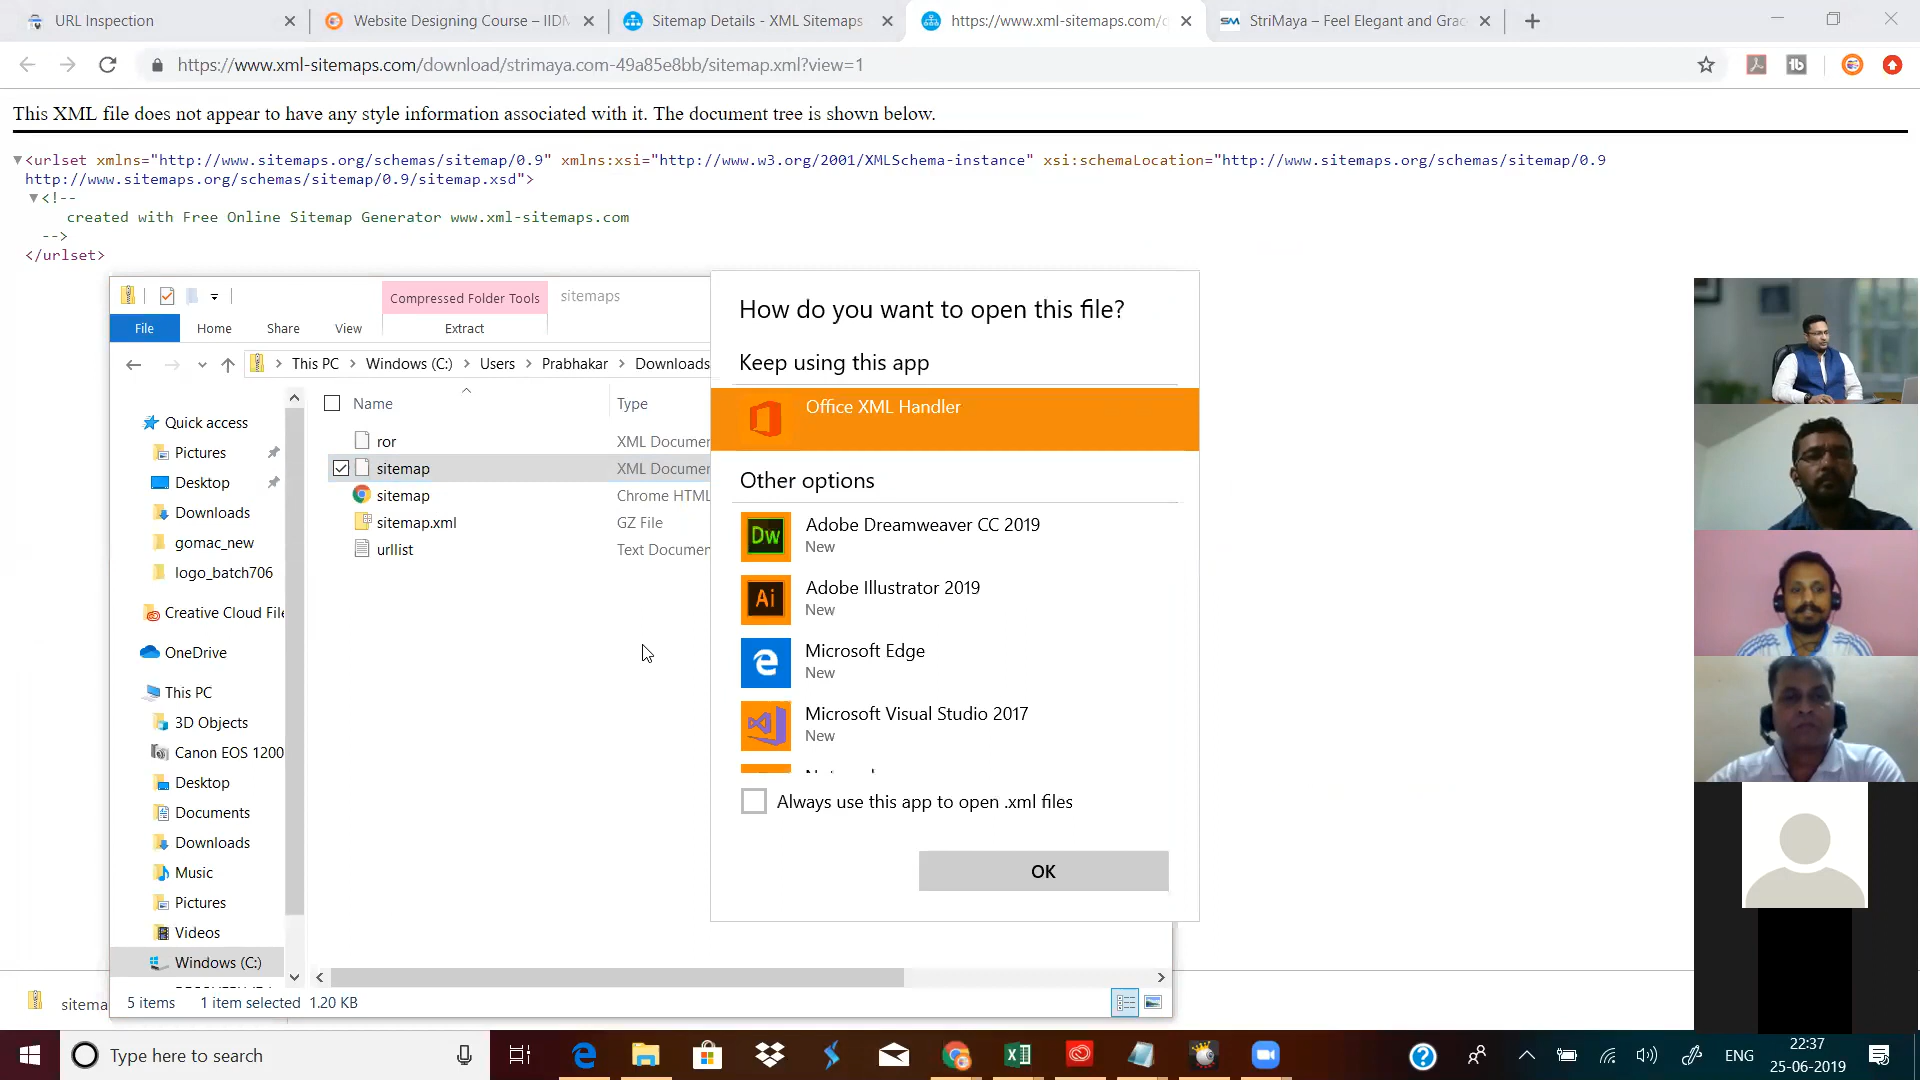 URL Inspection
Website Designing Course – IIDM
Sitemap Details - XML Sitemaps
https://www.xml-sitemaps.com/d
StriMaya – Feel Elegant and Grac
https://www.xml-sitemaps.com/download/strimaya.com-49a85e8bb/sitemap.xml?view=1
This XML file does not appear to have any style information associated with it. The document tree is shown below.
<urlset xmlns="http://www.sitemaps.org/schemas/sitemap/0.9" xmlns:xsi="http://www.w3.org/2001/XMLSchema-instance" xsi:schemaLocation="http://www.sitemaps.org/schemas/sitemap/0.9
http://www.sitemaps.org/schemas/sitemap/0.9/sitemap.xsd">
<!--
created with Free Online Sitemap Generator www.xml-sitemaps.com
-->
</urlset>
Compressed Folder Tools
sitemaps
File Home Share View Extract
This PC > Windows (C:) > Users > Prabhakar > Downloads
Name Type
ror XML Documen
sitemap XML Documen
sitemap Chrome HTML
sitemap.xml GZ File
urllist Text Documen
Quick access
Pictures
Desktop
Downloads
gomac_new
logo_batch706
Creative Cloud File
OneDrive
This PC
3D Objects
Canon EOS 1200
Desktop
Documents
Downloads
Music
Pictures
Videos
Windows (C:)
5 items 1 item selected 1.20 KB
How do you want to open this file?
Keep using this app
Office XML Handler
Other options
Dw
Adobe Dreamweaver CC 2019
New
Ai
Adobe Illustrator 2019
New
Microsoft Edge
New
Microsoft Visual Studio 2017
New
Always use this app to open .xml files
OK
sitema
Type here to search
ENG
22:37
25-06-2019